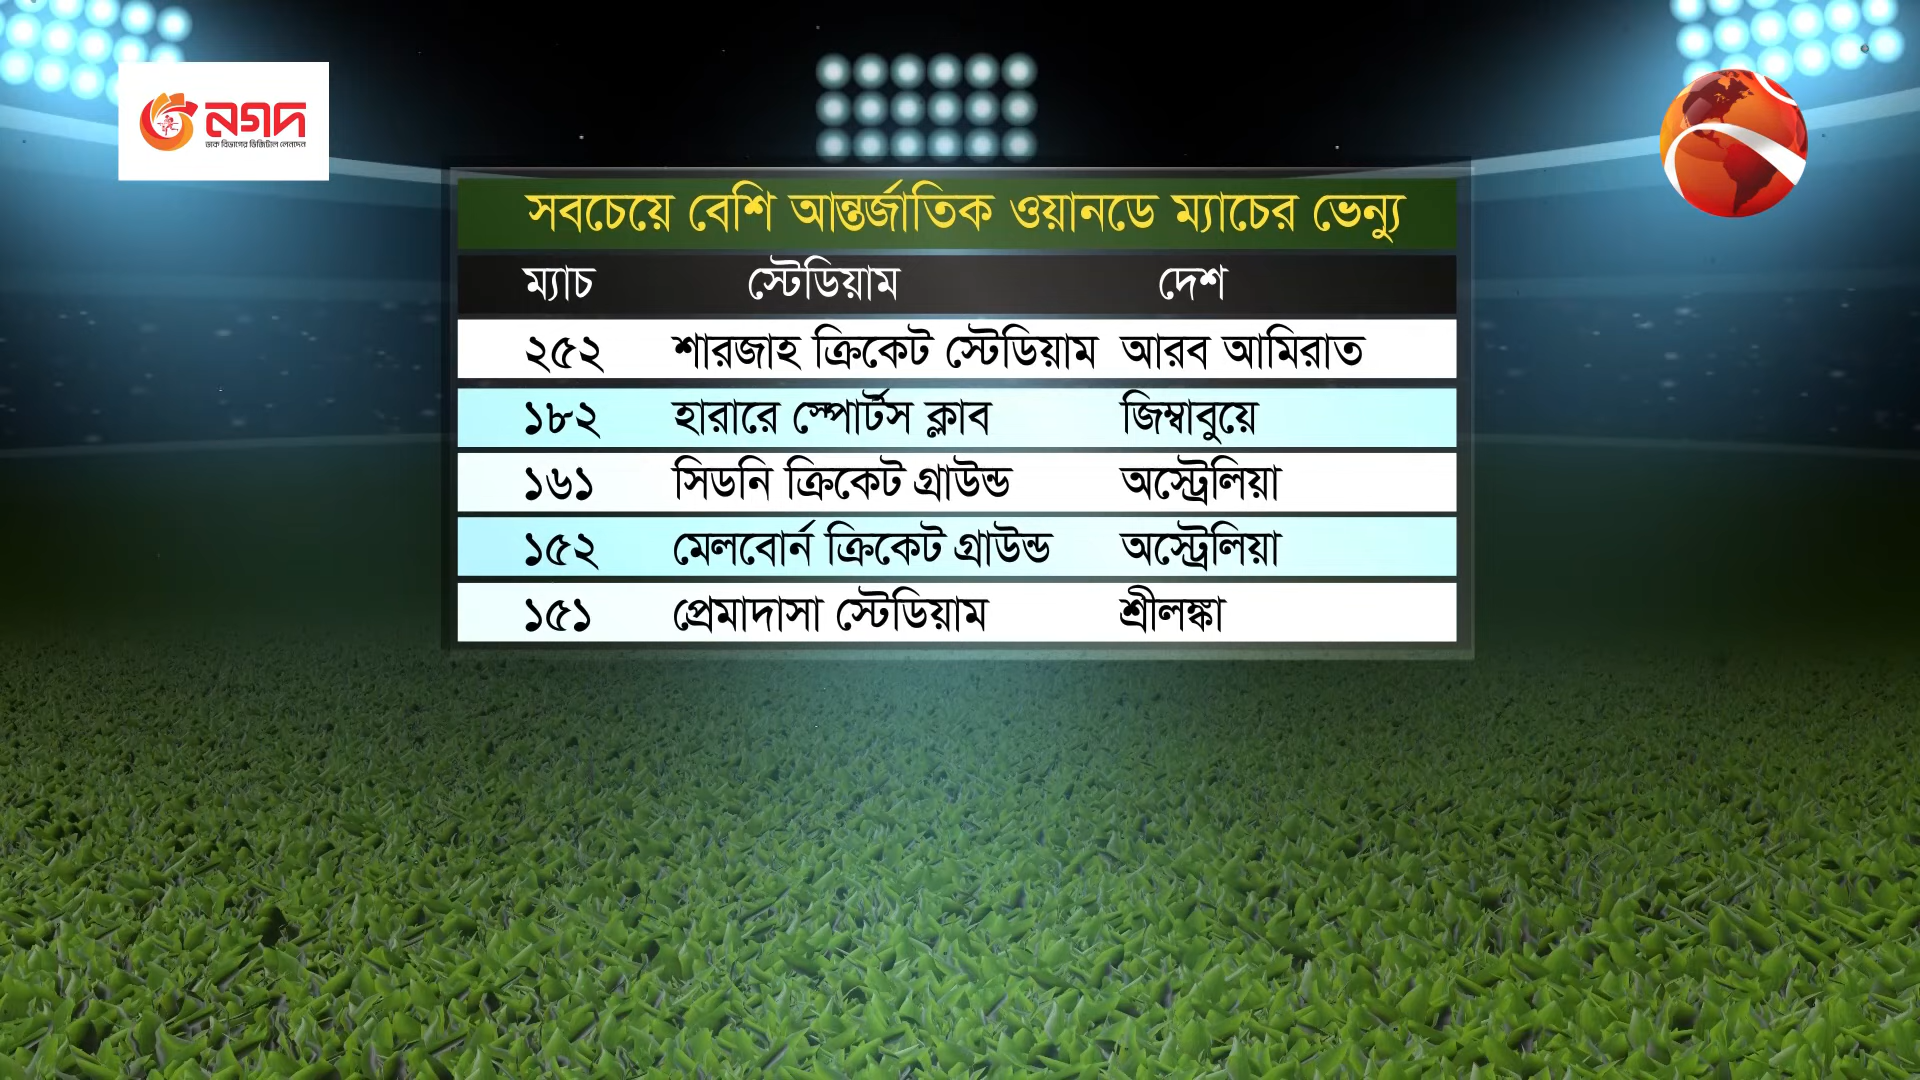 নগদ
ডাক বিভাগের ডিজিটাল লেনদেন
সবচেয়ে বেশি আন্তর্জাতিক ওয়ানডে ম্যাচের ভেন্যু
ম্যাচ স্টেডিয়াম দেশ
২৫২ শারজাহ ক্রিকেট স্টেডিয়াম আরব আমিরাত
১৮২ হারারে স্পোর্টস ক্লাব জিম্বাবুয়ে
১৬১ সিডনি ক্রিকেট গ্রাউন্ড অস্ট্রেলিয়া
১৫২ মেলবোর্ন ক্রিকেট গ্রাউন্ড অস্ট্রেলিয়া
১৫১ প্রেমাদাসা স্টেডিয়াম শ্রীলঙ্কা